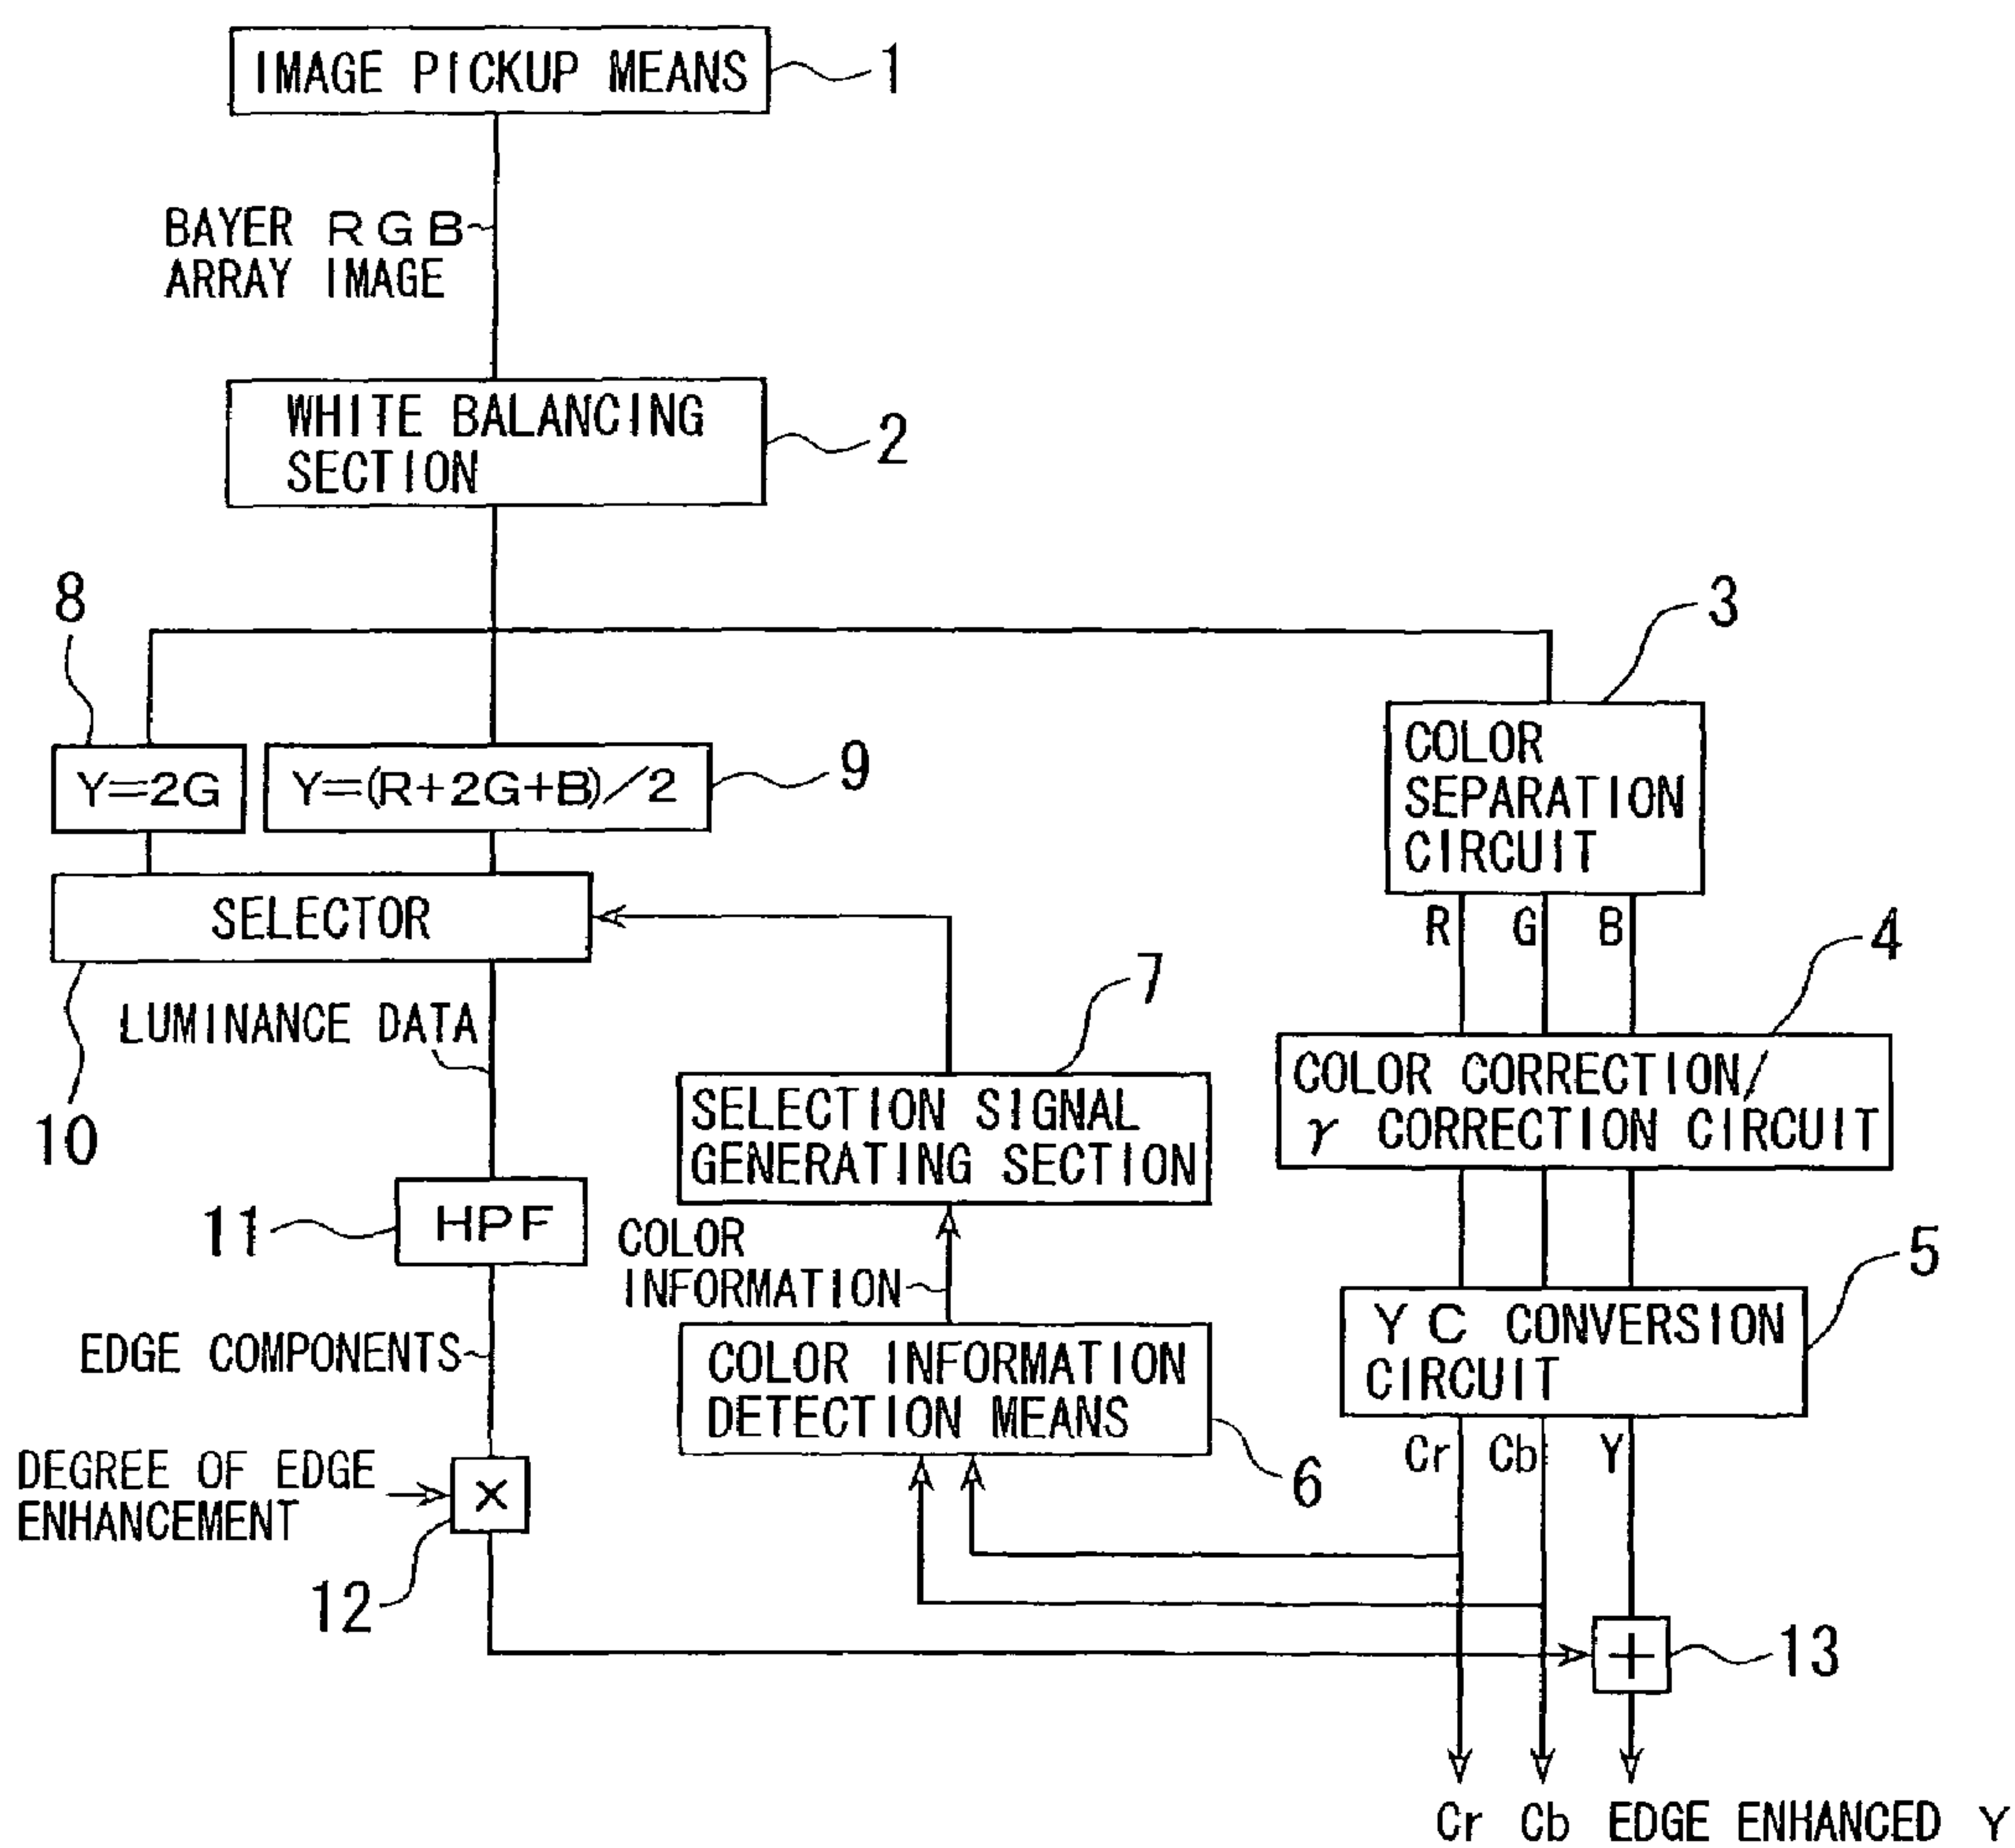 IMAGE PICKUP MEANS
1
BAYER RGB
ARRAY IMAGE
WHITE BALANCING
SECTION
2
8
3
Y=2G
Y=(R+2G+B)/2
9
COLOR
SEPARATION
CIRCUIT
SELECTOR
R G B
4
7
LUMINANCE DATA
10
SELECTION SIGNAL
GENERATING SECTION
COLOR CORRECTION/
γ CORRECTION CIRCUIT
11
HPF
COLOR
INFORMATION
5
YC CONVERSION
CIRCUIT
EDGE COMPONENTS
COLOR INFORMATION
DETECTION MEANS
6
Cr Cb Y
DEGREE OF EDGE
ENHANCEMENT
×
12
+
13
Cr Cb EDGE ENHANCED Y